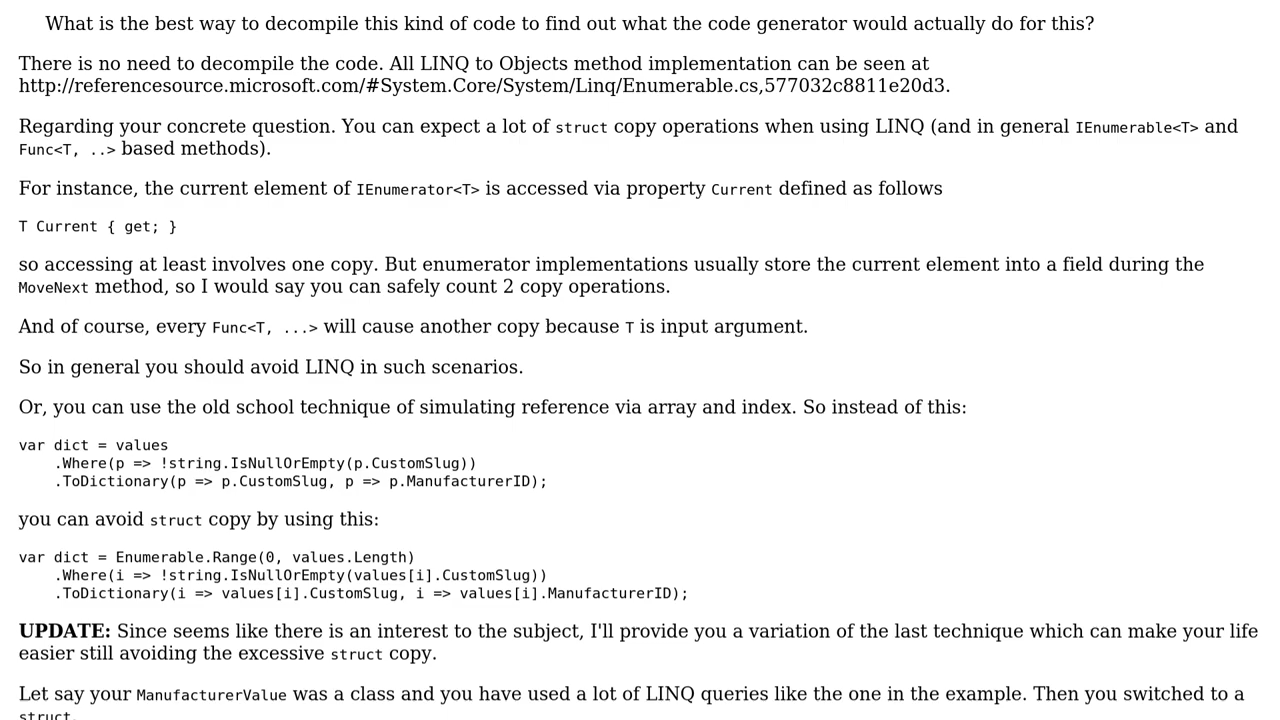 What is the best way to decompile this kind of code to find out what the code generator would actually do for this?
There is no need to decompile the code. All LINQ to Objects method implementation can be seen at
http://referencesource.microsoft.com/#System.Core/System/Linq/Enumerable.cs,577032c8811e20d3.
Regarding your concrete question. You can expect a lot of struct copy operations when using LINQ (and in general IEnumerable<T> and
Func<T, ..> based methods).
For instance, the current element of IEnumerator<T> is accessed via property Current defined as follows
T Current { get; }
so accessing at least involves one copy. But enumerator implementations usually store the current element into a field during the
MoveNext method, so I would say you can safely count 2 copy operations.
And of course, every Func<T, ...> will cause another copy because T is input argument.
So in general you should avoid LINQ in such scenarios.
Or, you can use the old school technique of simulating reference via array and index. So instead of this:
var dict = values
    .Where(p => !string.IsNullOrEmpty(p.CustomSlug))
    .ToDictionary(p => p.CustomSlug, p => p.ManufacturerID);
you can avoid struct copy by using this:
var dict = Enumerable.Range(0, values.Length)
    .Where(i => !string.IsNullOrEmpty(values[i].CustomSlug))
    .ToDictionary(i => values[i].CustomSlug, i => values[i].ManufacturerID);
UPDATE: Since seems like there is an interest to the subject, I'll provide you a variation of the last technique which can make your life
easier still avoiding the excessive struct copy.
Let say your ManufacturerValue was a class and you have used a lot of LINQ queries like the one in the example. Then you switched to a
struct.